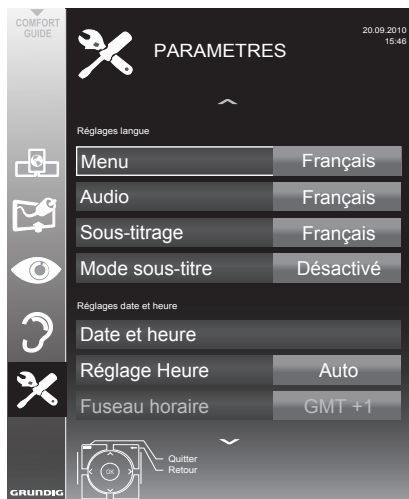 COMFORT
GUIDE
PARAMETRES
20.09.2010
15:46
Réglages langue
Menu Français
Audio Français
Sous-titrage Français
Mode sous-titre Désactivé
Réglages date et heure
Date et heure
Réglage Heure Auto
Fuseau horaire GMT +1
Quitter
Retour
OK
GRUNDIG